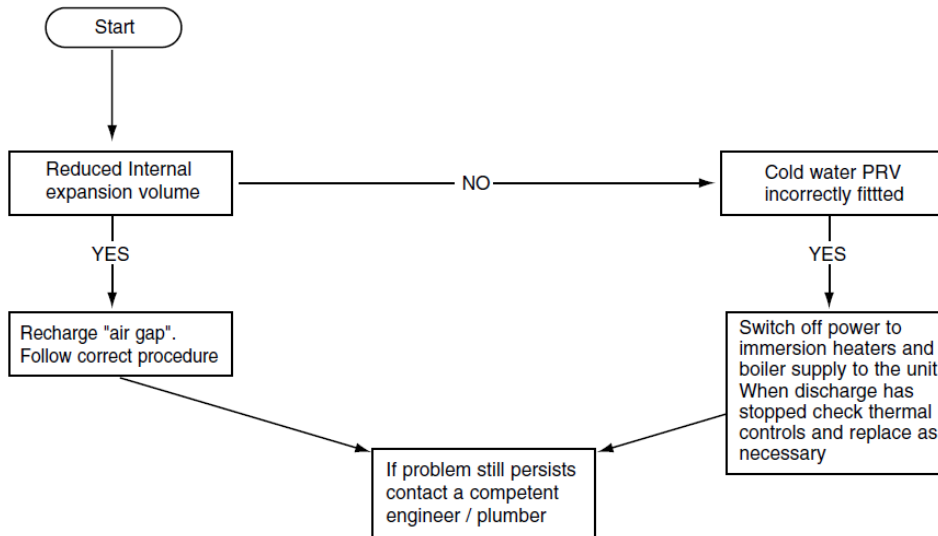 Start
Reduced Internal
expansion volume
NO
Cold water PRV
incorrectly fittted
YES
YES
Recharge "air gap".
Follow correct procedure
Switch off power to
immersion heaters and
boiler supply to the unit
When discharge has
stopped check thermal
controls and replace as
necessary
If problem still persists
contact a competent
engineer / plumber